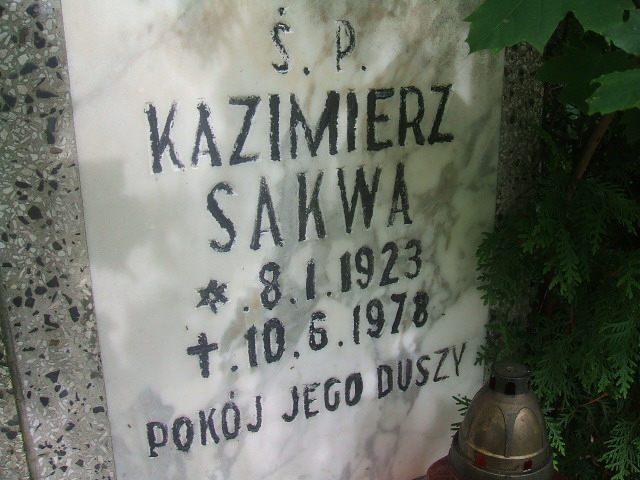 Ś. P.
KAZIMIERZ
SAKWA
* 8.1.1923
†.10.6.1978
POKÓJ JEGO DUSZY